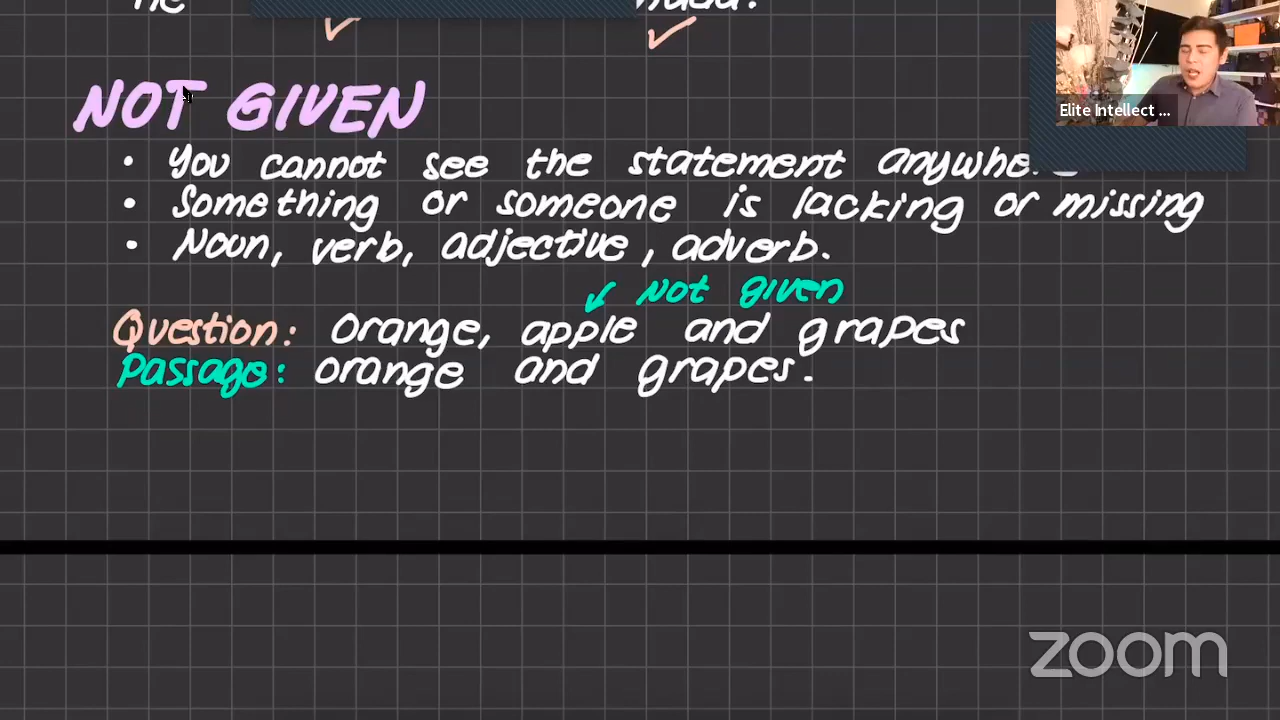 Elite Intellect ...
NOT GIVEN
• You cannot see the statement
• Something or someone is lacking or missing
• Noun, verb, adjective, adverb.
↙ Not given
Question: Orange, apple and grapes
Passage: orange and grapes.
zoom